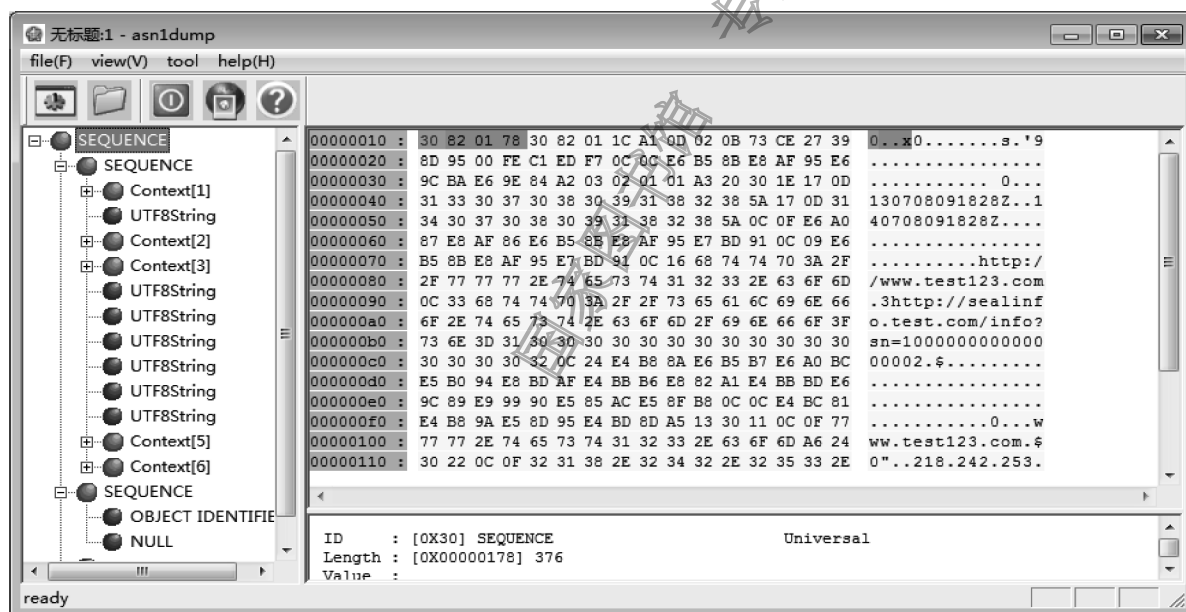 无标题:1 - asn1dump
file(F) view(V) tool help(H)
SEQUENCE
SEQUENCE
Context[1]
UTF8String
Context[2]
Context[3]
UTF8String
UTF8String
UTF8String
UTF8String
UTF8String
UTF8String
Context[5]
Context[6]
SEQUENCE
OBJECT IDENTIFIE
NULL
00000010 : 30 82 01 78 30 82 01 1C A1 0D 02 0B 73 CE 27 39 0..x0.......s.'9
00000020 : 8D 95 00 FE C1 ED F7 0C 0C E6 B5 8B E8 AF 95 E6 ................
00000030 : 9C BA E6 9E 84 A2 03 02 01 01 A3 20 30 1E 17 0D ........... 0...
00000040 : 31 33 30 37 30 38 30 39 31 38 32 38 5A 17 0D 31 130708091828Z..1
00000050 : 34 30 37 30 38 30 39 31 38 32 38 5A 0C 0F E6 A0 40708091828Z....
00000060 : 87 E8 AF 86 E6 B5 8B E8 AF 95 E7 BD 91 0C 09 E6 ................
00000070 : B5 8B E8 AF 95 E7 BD 91 0C 16 68 74 74 70 3A 2F ..........http:/
00000080 : 2F 77 77 77 2E 74 65 73 74 31 32 33 2E 63 6F 6D /www.test123.com
00000090 : 0C 33 68 74 74 70 3A 2F 2F 73 65 61 6C 69 6E 66 .3http://sealinf
000000a0 : 6F 2E 74 65 73 74 2E 63 6F 6D 2F 69 6E 66 6F 3F o.test.com/info?
000000b0 : 73 6E 3D 31 30 30 30 30 30 30 30 30 30 30 30 30 sn=1000000000000
000000c0 : 30 30 30 30 32 0C 24 E4 B8 8A E6 B5 B7 E6 A0 BC 00002.$.........
000000d0 : E5 B0 94 E8 BD AF E4 BB B6 E8 82 A1 E4 BB BD E6 ................
000000e0 : 9C 89 E9 99 90 E5 85 AC E5 8F B8 0C 0C E4 BC 81 ................
000000f0 : E4 B8 9A E5 8D 95 E4 BD 8D A5 13 30 11 0C 0F 77 ...........0...w
00000100 : 77 77 2E 74 65 73 74 31 32 33 2E 63 6F 6D A6 24 ww.test123.com.$
00000110 : 30 22 0C 0F 32 31 38 2E 32 34 32 2E 32 35 33 2E 0"..218.242.253.
ID : [0X30] SEQUENCE Universal
Length : [0X00000178] 376
Value :
ready
国家图书馆